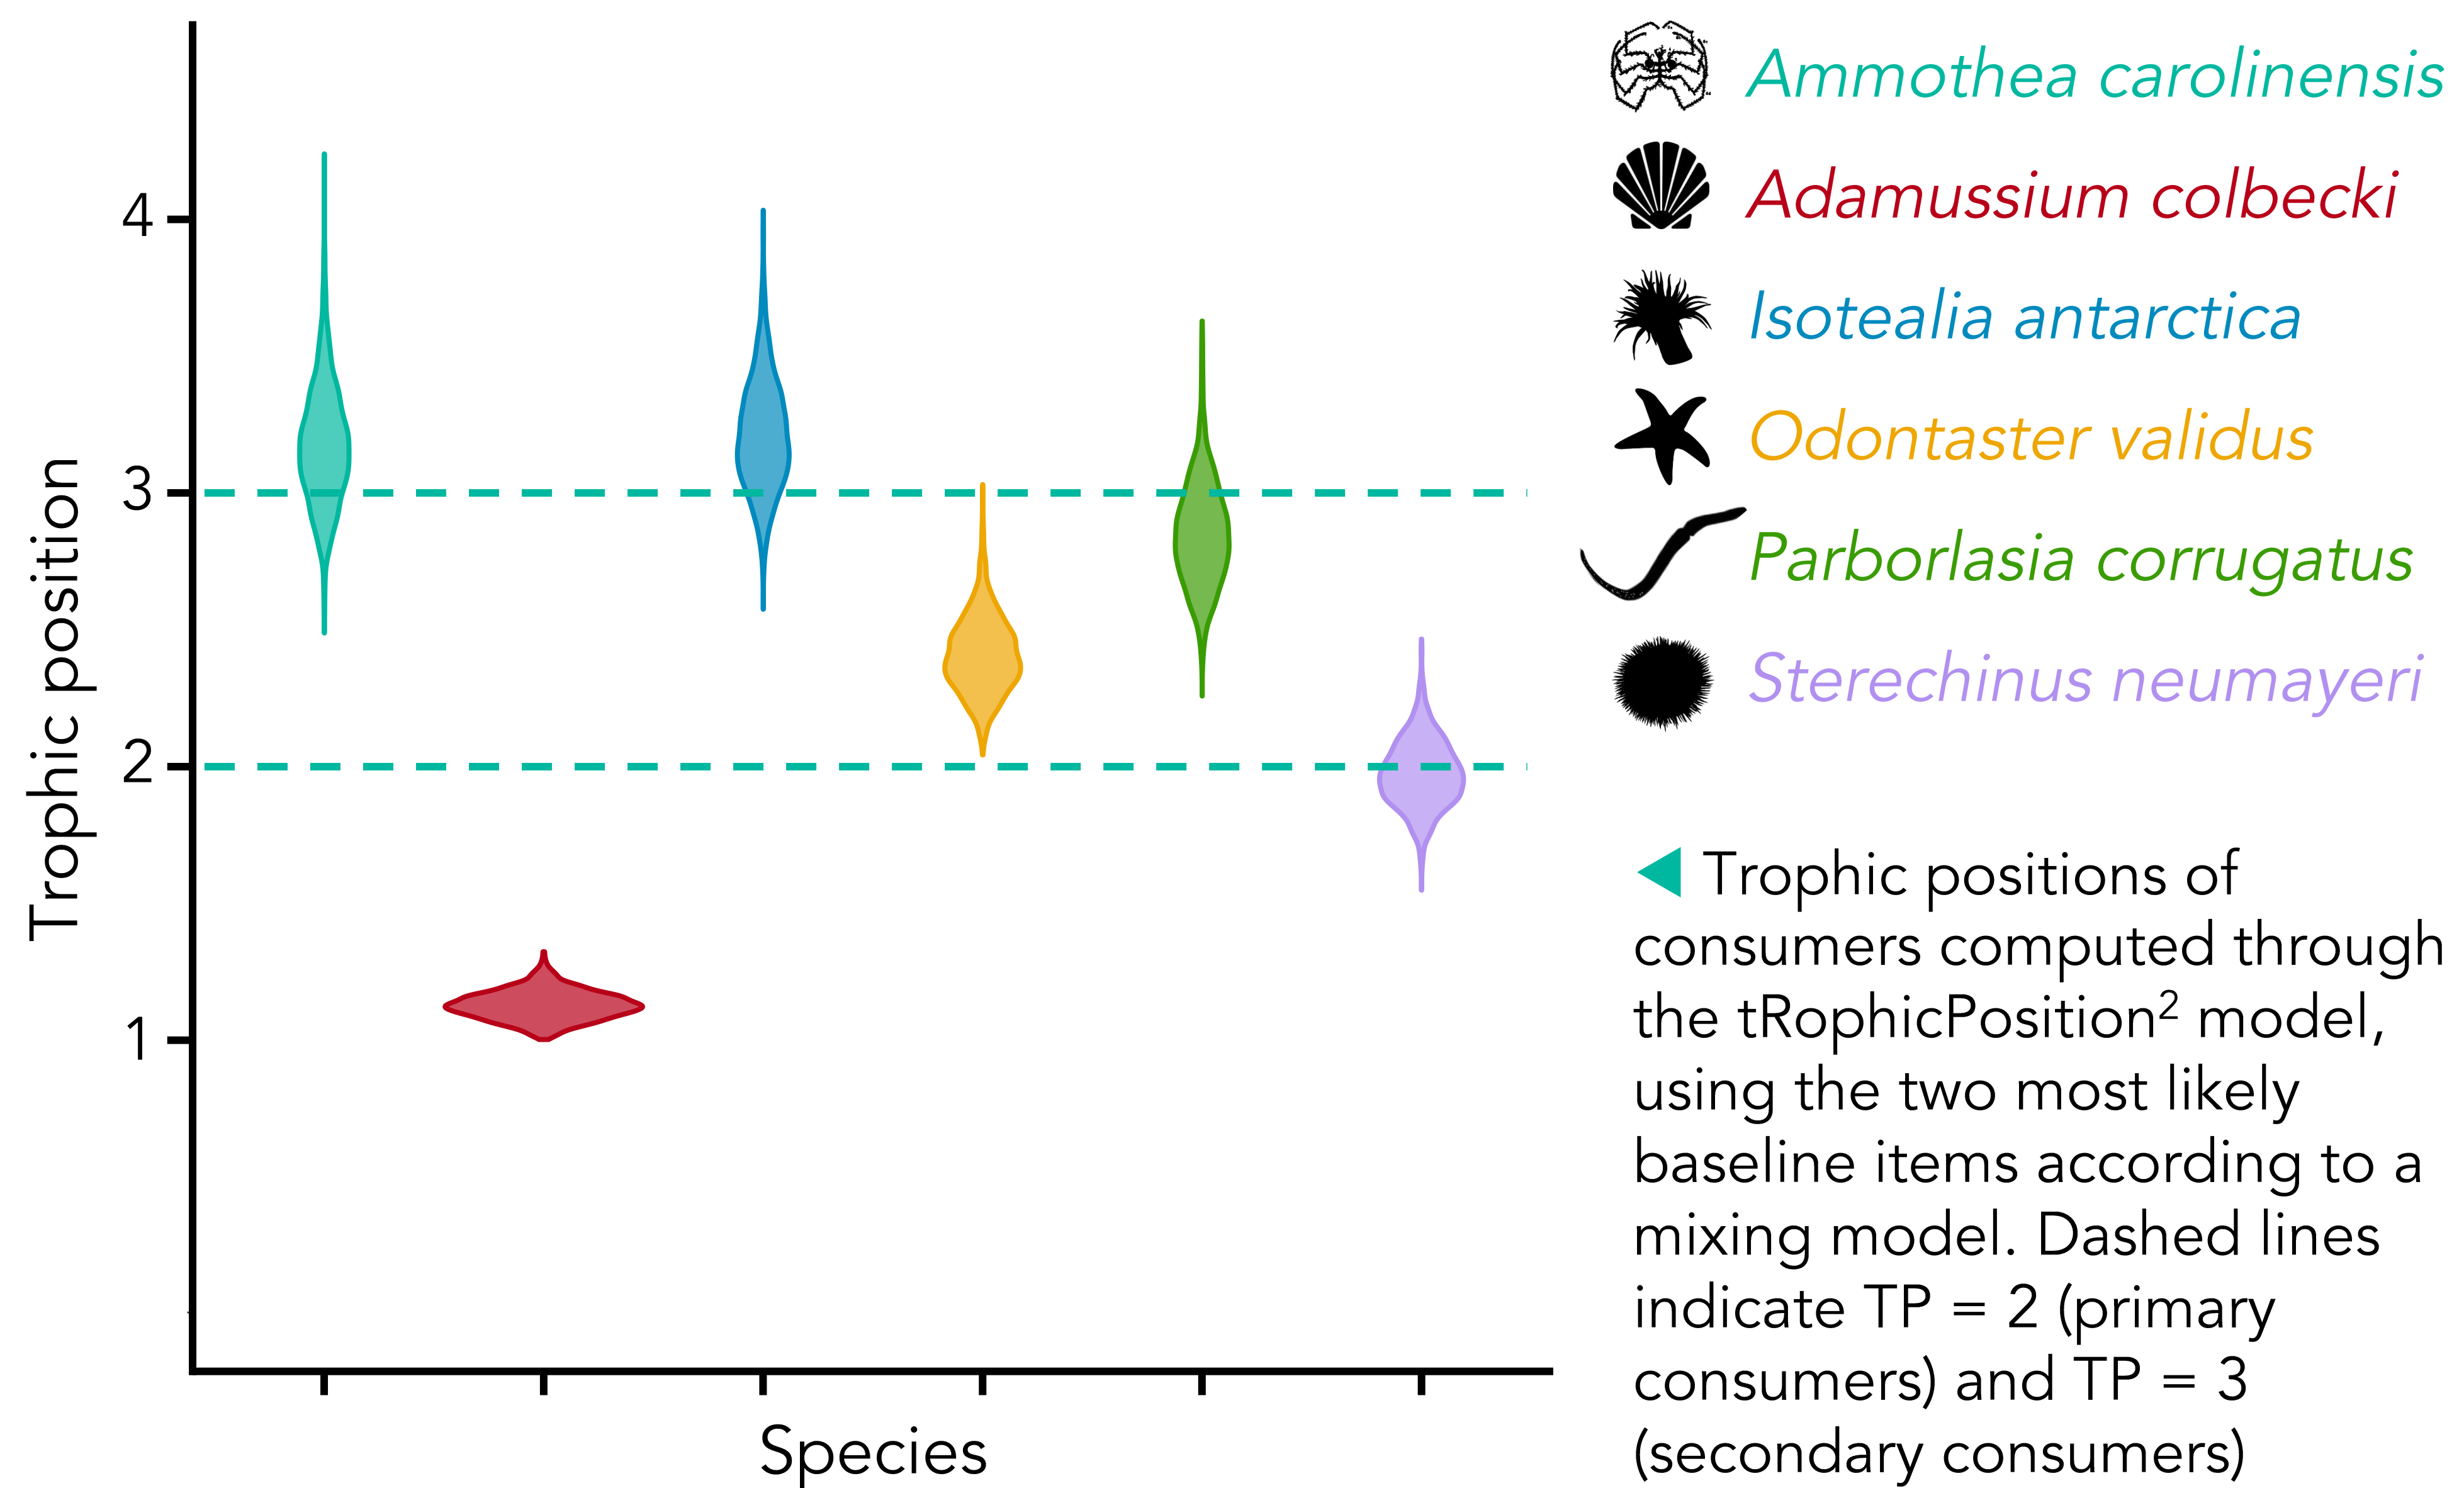 4
3
2
1
Trophic position
Species
Ammothea carolinensis
Adamussium colbecki
Isotealia antarctica
Odontaster validus
Parborlasia corrugatus
Sterechinus neumayeri
◀ Trophic positions of
consumers computed through
the tRophicPosition² model,
using the two most likely
baseline items according to a
mixing model. Dashed lines
indicate TP = 2 (primary
consumers) and TP = 3
(secondary consumers)